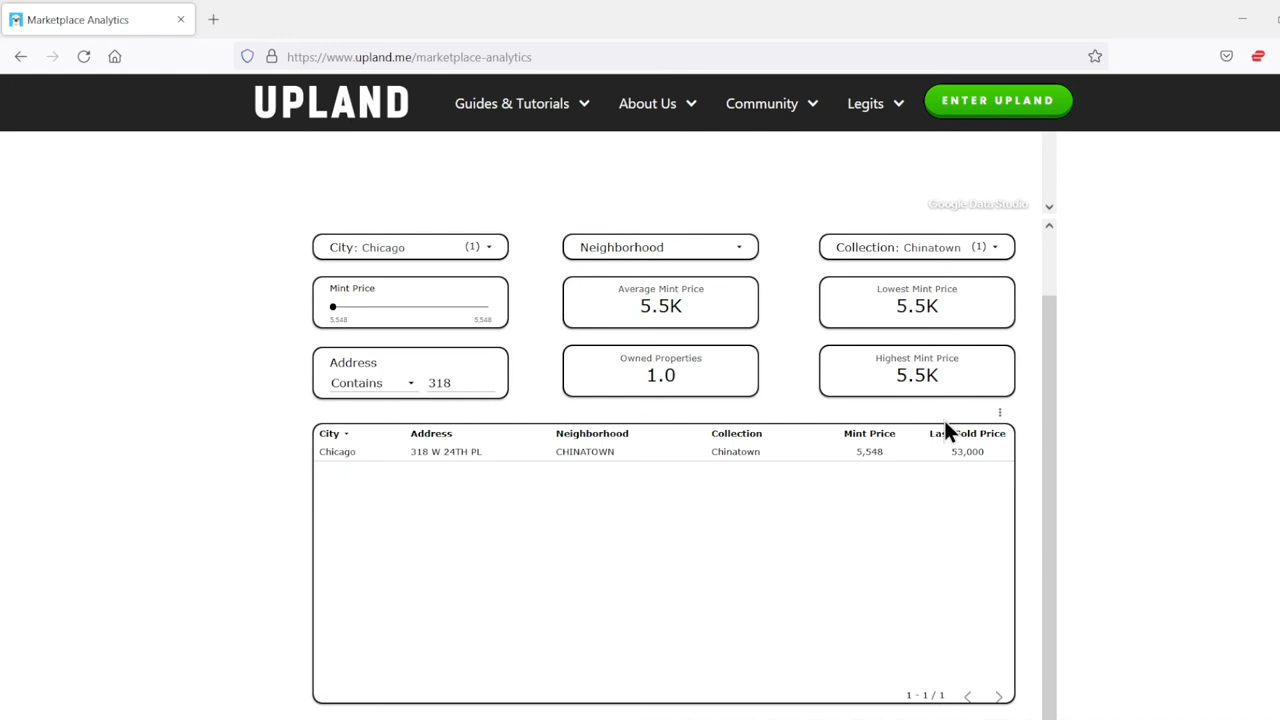 Marketplace Analytics
https://www.upland.me/marketplace-analytics
UPLAND Guides & Tutorials About Us Community Legits ENTER UPLAND
Google Data Studio
City: Chicago (1) Neighborhood Collection: Chinatown (1)
Mint Price
5,548 5,548
Average Mint Price
5.5K
Lowest Mint Price
5.5K
Address
Contains 318
Owned Properties
1.0
Highest Mint Price
5.5K
City Address Neighborhood Collection Mint Price Last Sold Price
Chicago 318 W 24TH PL CHINATOWN Chinatown 5,548 53,000
1 - 1 / 1